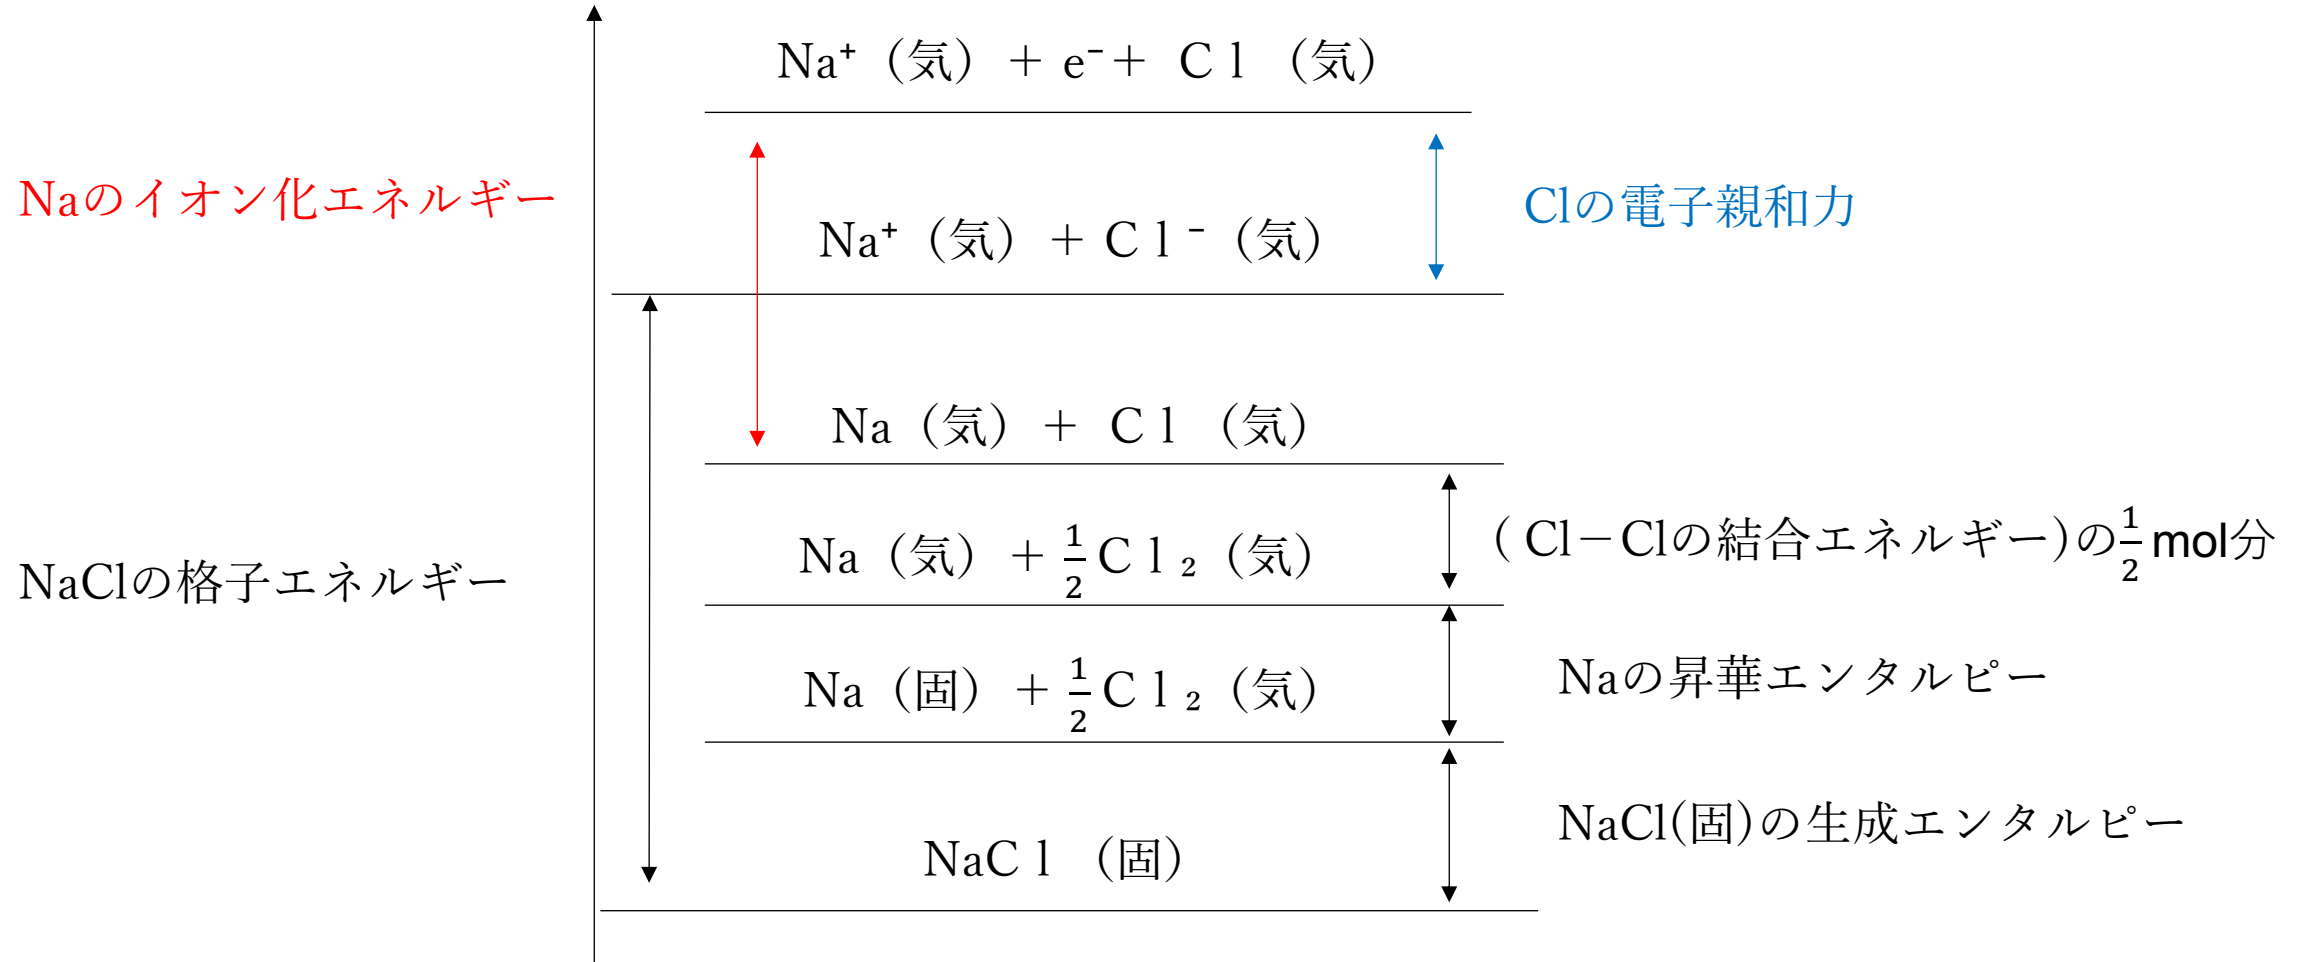 Na⁺（気）＋ e⁻＋ Ｃｌ（気）
Naのイオン化エネルギー
Clの電子親和力
Na⁺（気）＋Ｃｌ⁻（気）
Na（気）＋ Ｃｌ（気）
Na（気）＋½Ｃｌ₂（気）
( Cl－Clの結合エネルギー)の½mol分
NaClの格子エネルギー
Na（固）＋½Ｃｌ₂（気）
Naの昇華エンタルピー
NaCl(固)の生成エンタルピー
NaＣｌ（固）